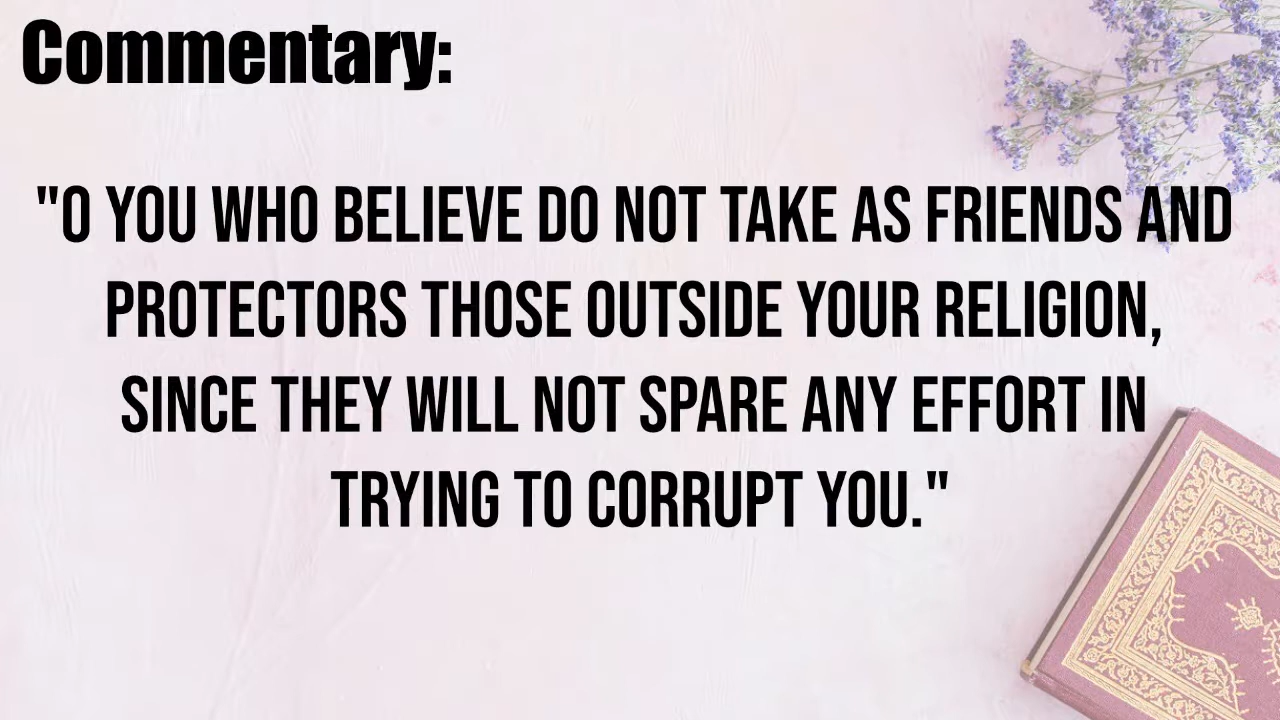 Commentary:
"O YOU WHO BELIEVE DO NOT TAKE AS FRIENDS AND
PROTECTORS THOSE OUTSIDE YOUR RELIGION,
SINCE THEY WILL NOT SPARE ANY EFFORT IN
TRYING TO CORRUPT YOU."